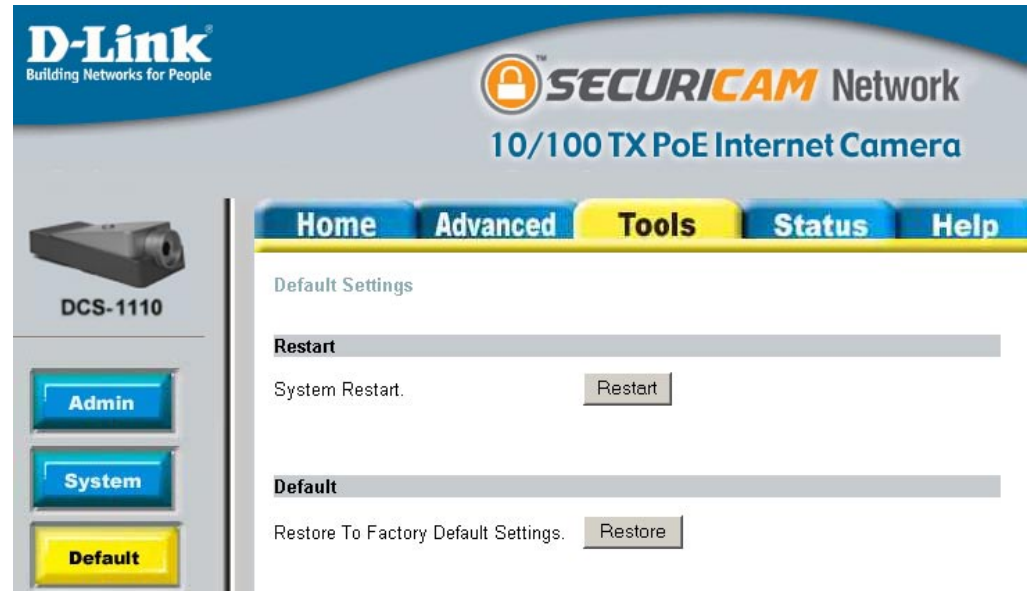 D-Link®
Building Networks for People
SECURICAM™ Network
10/100 TX PoE Internet Camera
DCS-1110
Home Advanced Tools Status Help
Default Settings
Restart
System Restart. Restart
Admin
System
Default
Default
Restore To Factory Default Settings. Restore